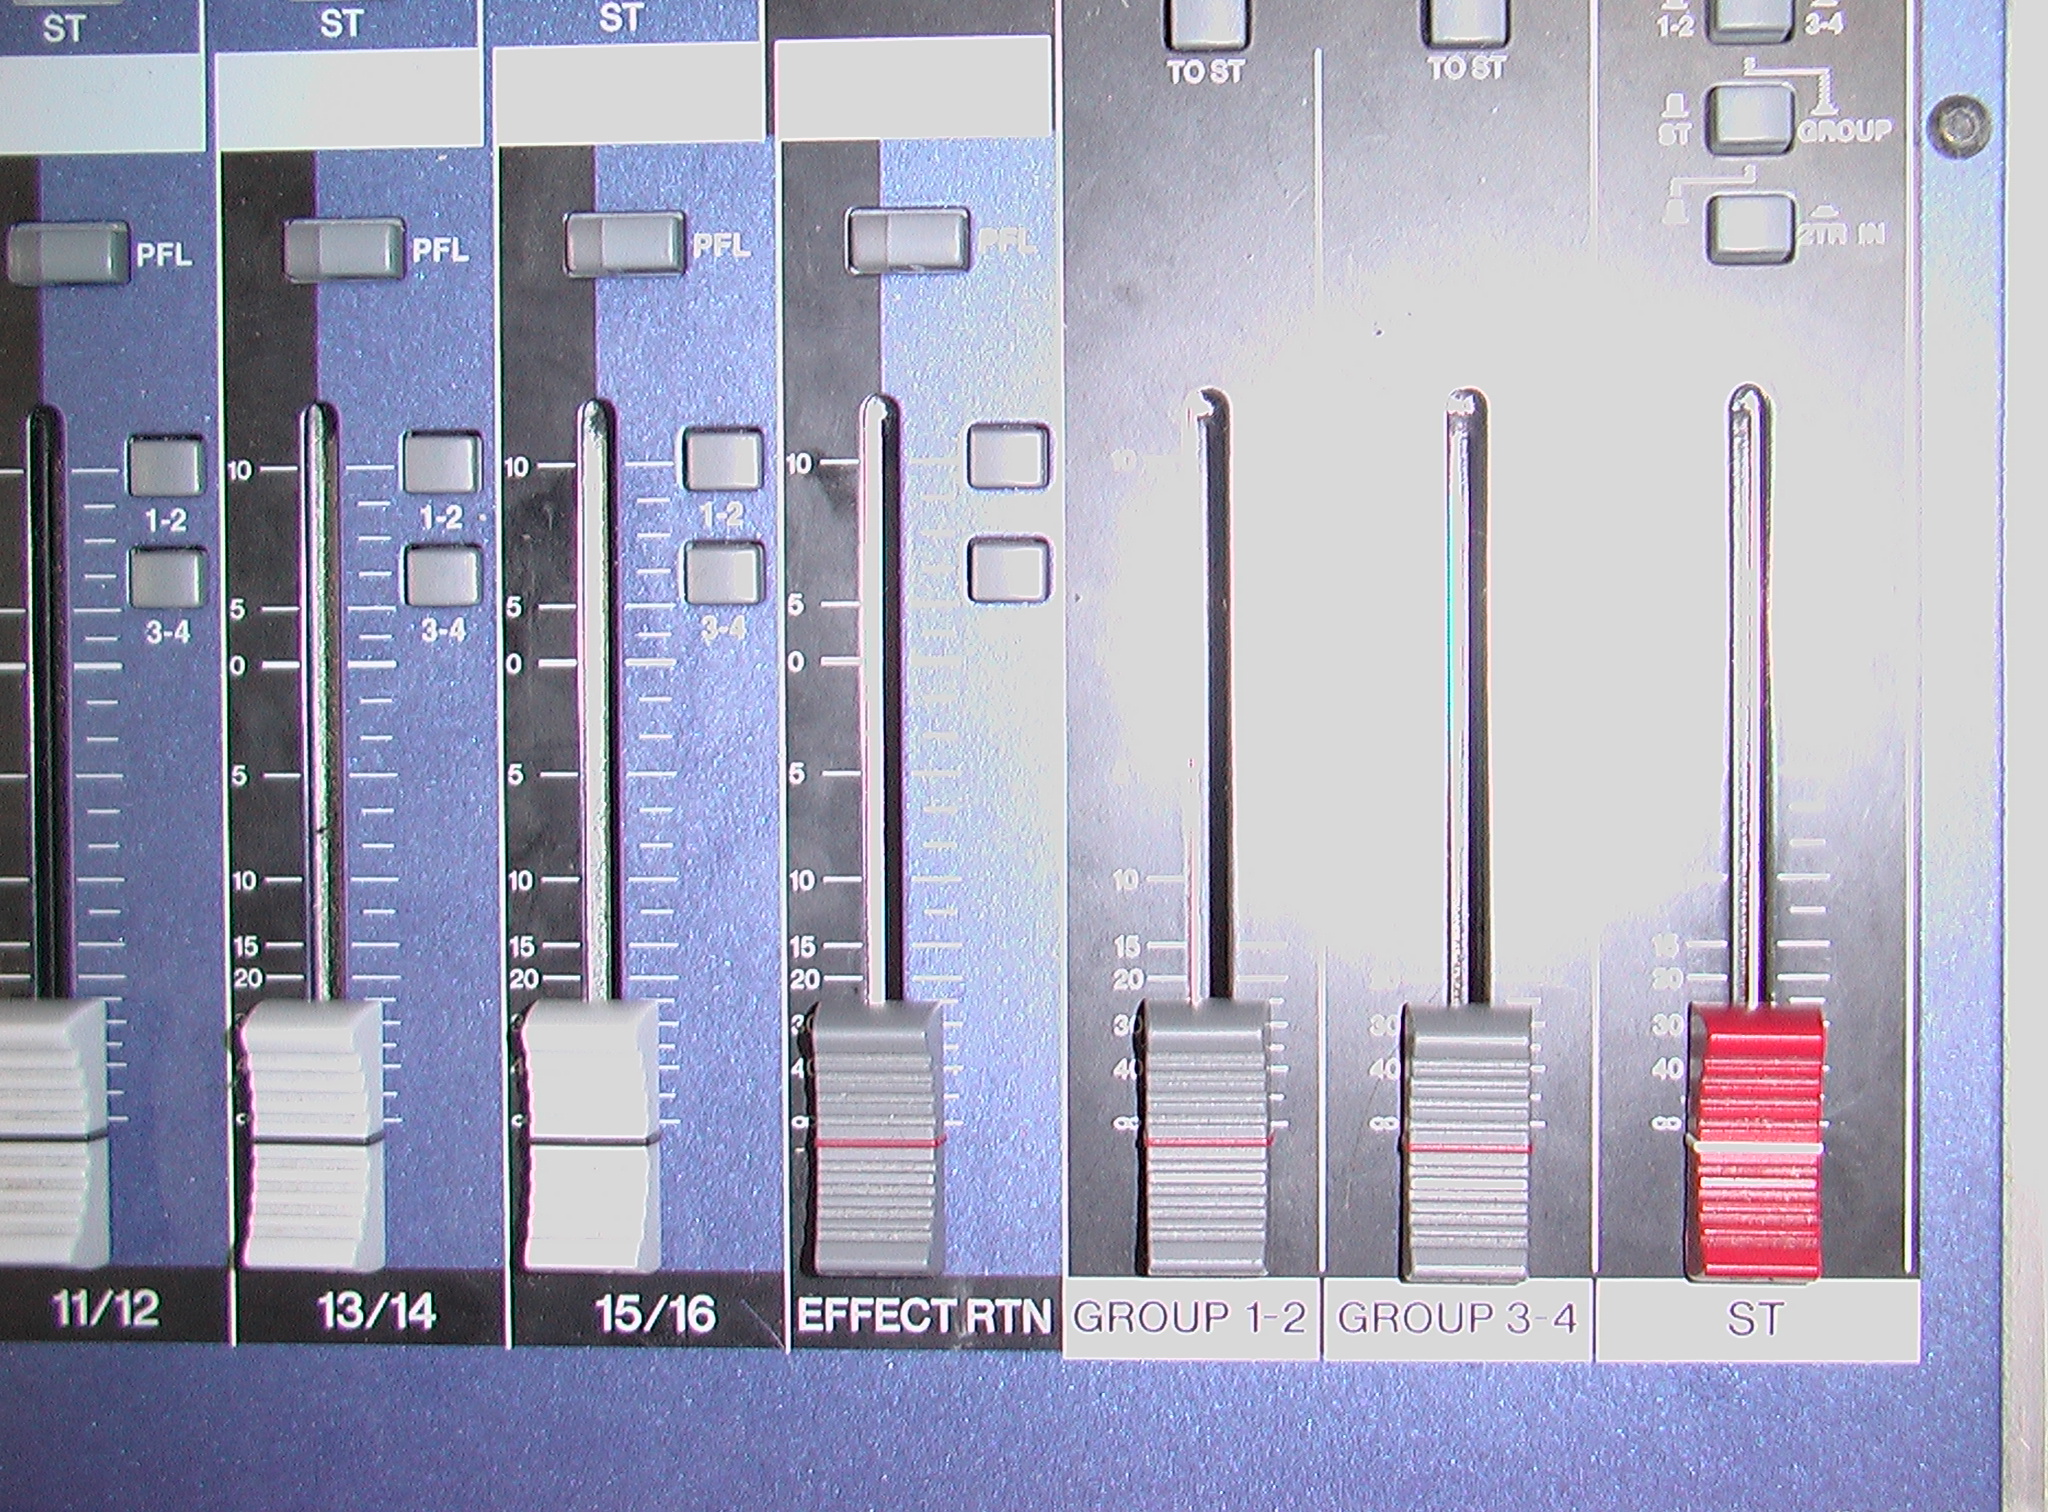 ST ST ST
TO ST TO ST 1-2 3-4
ST GROUP
PFL PFL PFL PFL 2TR IN
10 10 10 10
1-2 1-2 1-2
5 5 5
3-4 3-4 3-4
0 0 0
5 5 5
10 10 10 10
15 15 15 15 15
20 20 20 20 20
30 30 30 30
40 40 40 40
∞ ∞ ∞
11/12 13/14 15/16 EFFECT RTN GROUP 1-2 GROUP 3-4 ST